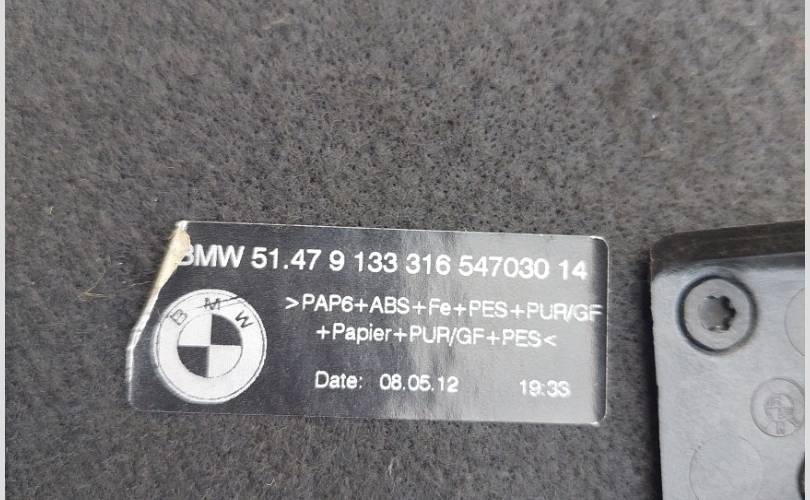 BMW 51.47 9 133 316 547030 14
>PAP6+ABS+Fe+PES+PUR/GF
+Papier+PUR/GF+PES<
BMW
Date: 08.05.12 19:33